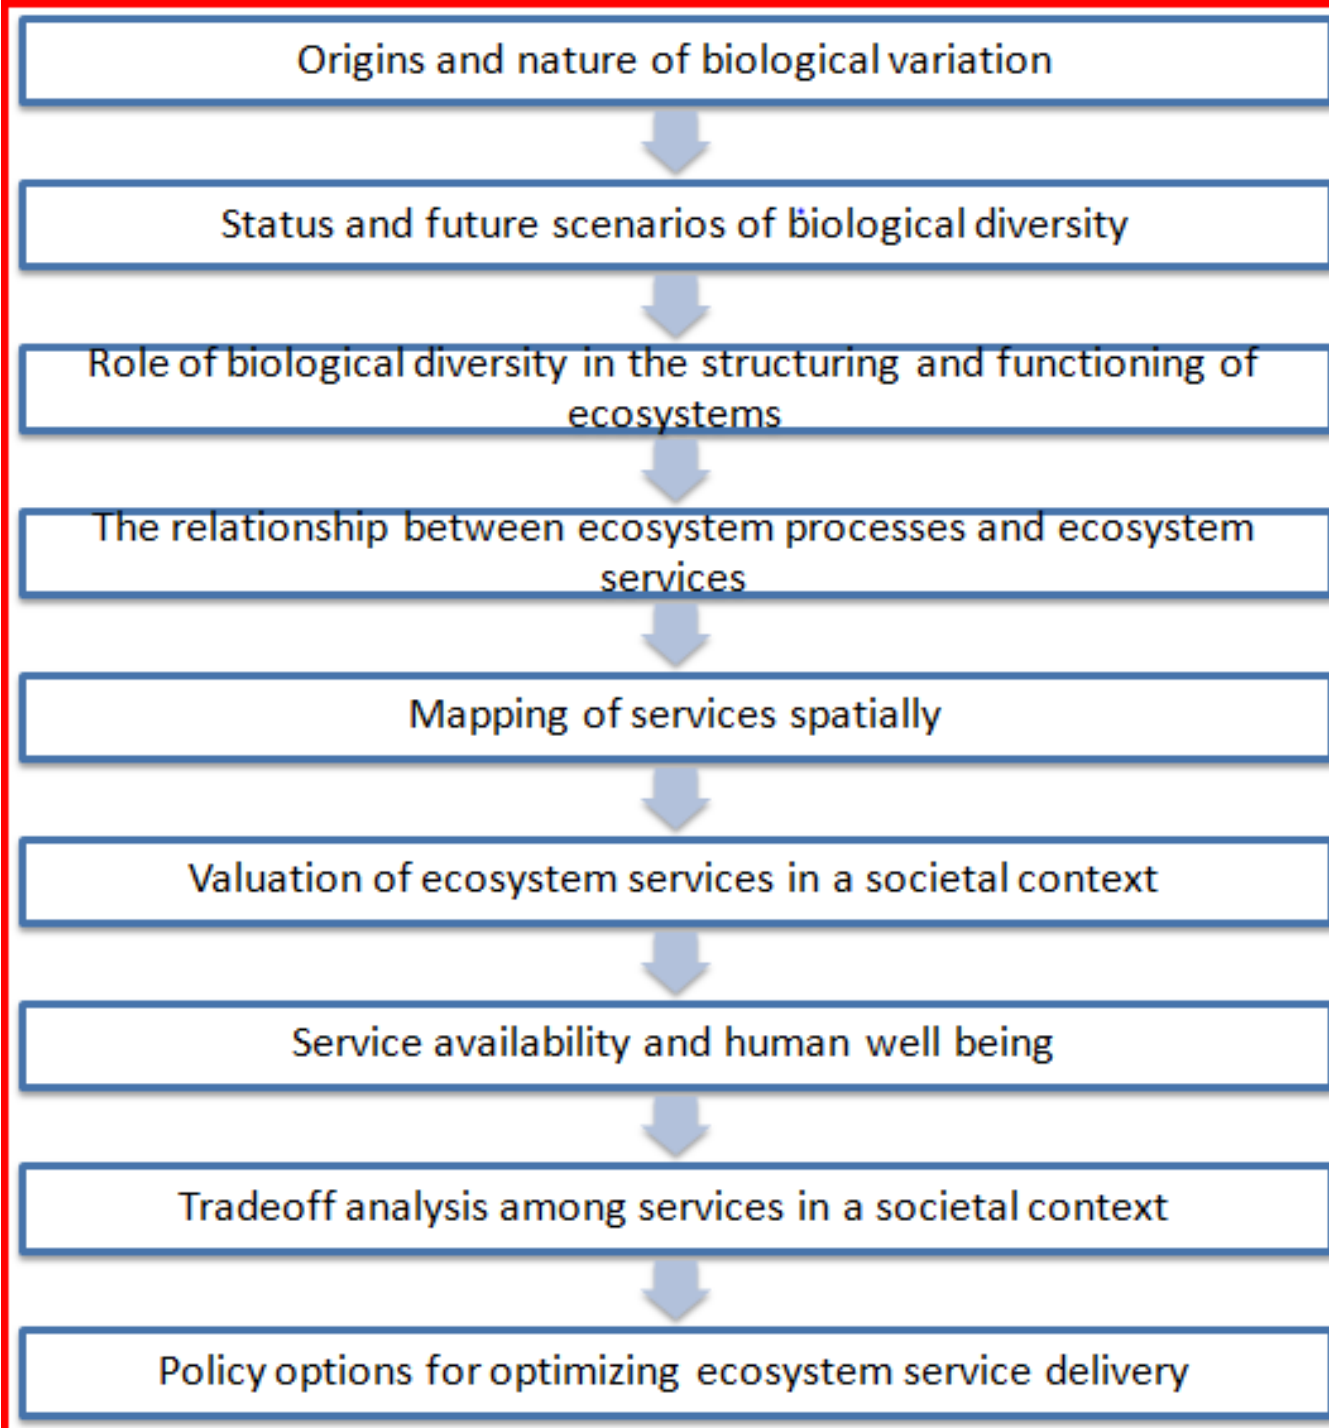 Origins and nature of biological variation
Status and future scenarios of biological diversity
Role of biological diversity in the structuring and functioning of
ecosystems
The relationship between ecosystem processes and ecosystem
services
Mapping of services spatially
Valuation of ecosystem services in a societal context
Service availability and human well being
Tradeoff analysis among services in a societal context
Policy options for optimizing ecosystem service delivery